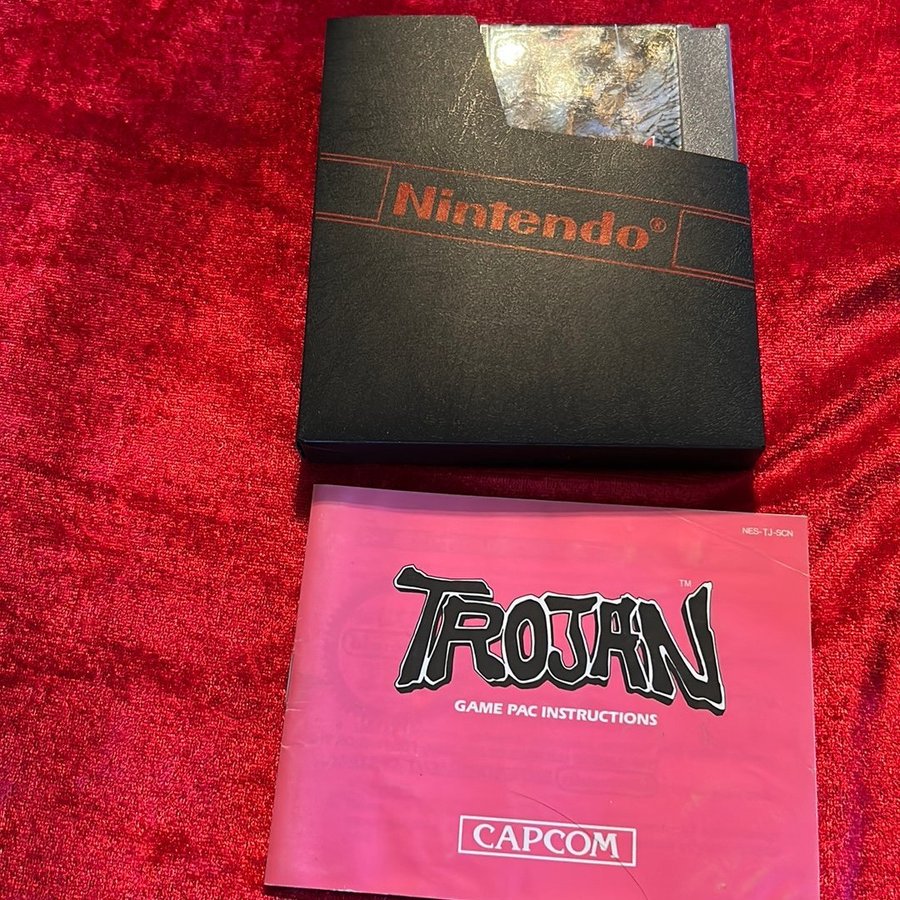 Nintendo®
NES-TJ-SCN
TROJAN™
GAME PAC INSTRUCTIONS
CAPCOM